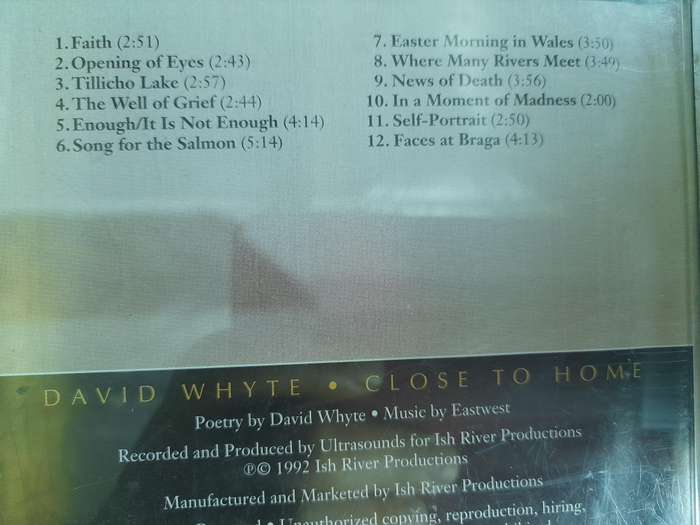 1. Faith (2:51)
2. Opening of Eyes (2:43)
3. Tillicho Lake (2:57)
4. The Well of Grief (2:44)
5. Enough/It Is Not Enough (4:14)
6. Song for the Salmon (5:14)
7. Easter Morning in Wales (3:50)
8. Where Many Rivers Meet (3:49)
9. News of Death (3:56)
10. In a Moment of Madness (2:00)
11. Self-Portrait (2:50)
12. Faces at Braga (4:13)
DAVID WHYTE • CLOSE TO HOME
Poetry by David Whyte • Music by Eastwest
Recorded and Produced by Ultrasounds for Ish River Productions
℗© 1992 Ish River Productions
Manufactured and Marketed by Ish River Productions
• Unauthorized copying, reproduction, hiring,